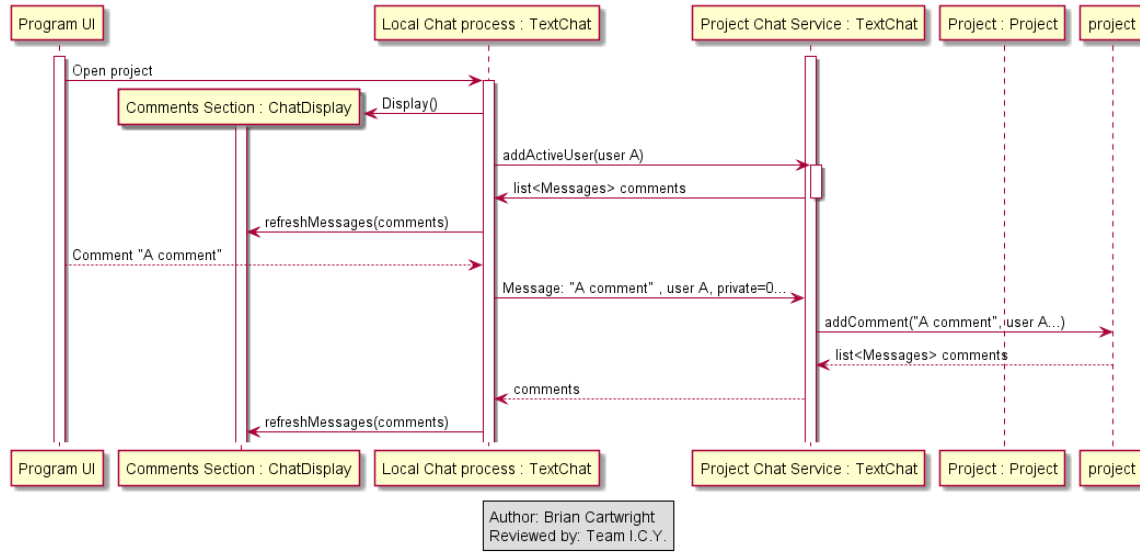 Program UI
Local Chat process : TextChat
Project Chat Service : TextChat
Project : Project
project
Open project
Comments Section : ChatDisplay
Display()
addActiveUser(user A)
list<Messages> comments
refreshMessages(comments)
Comment "A comment"
Message: "A comment" , user A, private=0...
addComment("A comment", user A...)
list<Messages> comments
comments
refreshMessages(comments)
Program UI
Comments Section : ChatDisplay
Local Chat process : TextChat
Project Chat Service : TextChat
Project : Project
project
Author: Brian Cartwright
Reviewed by: Team I.C.Y.